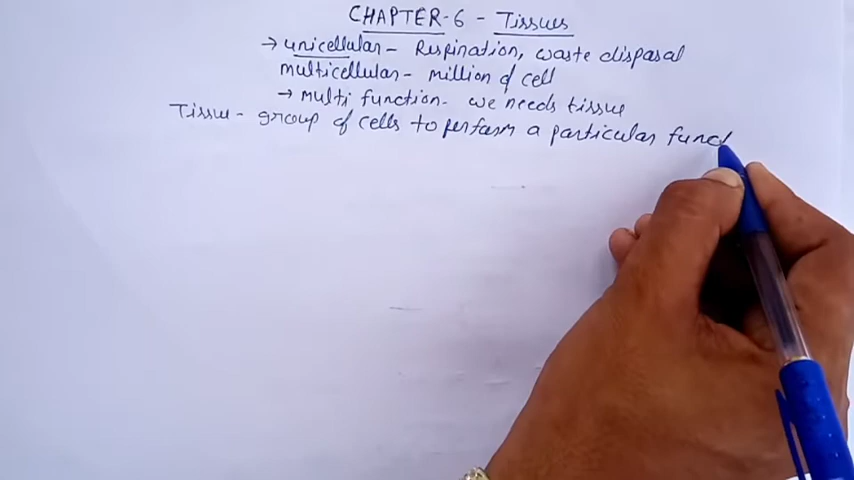 CHAPTER-6 - Tissues
→ unicellular - Respiration, waste disposal
multicellular - million of cell
→ multi function - we needs tissue
Tissue - group of cells to perform a particular funct